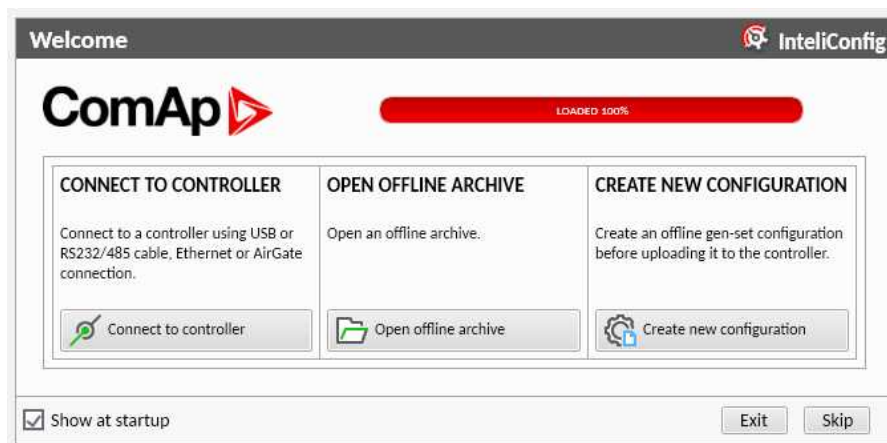 Welcome
InteliConfig
ComAp
LOADED 100%
CONNECT TO CONTROLLER
Connect to a controller using USB or
RS232/485 cable, Ethernet or AirGate
connection.
Connect to controller
OPEN OFFLINE ARCHIVE
Open an offline archive.
Open offline archive
CREATE NEW CONFIGURATION
Create an offline gen-set configuration
before uploading it to the controller.
Create new configuration
Show at startup
Exit
Skip